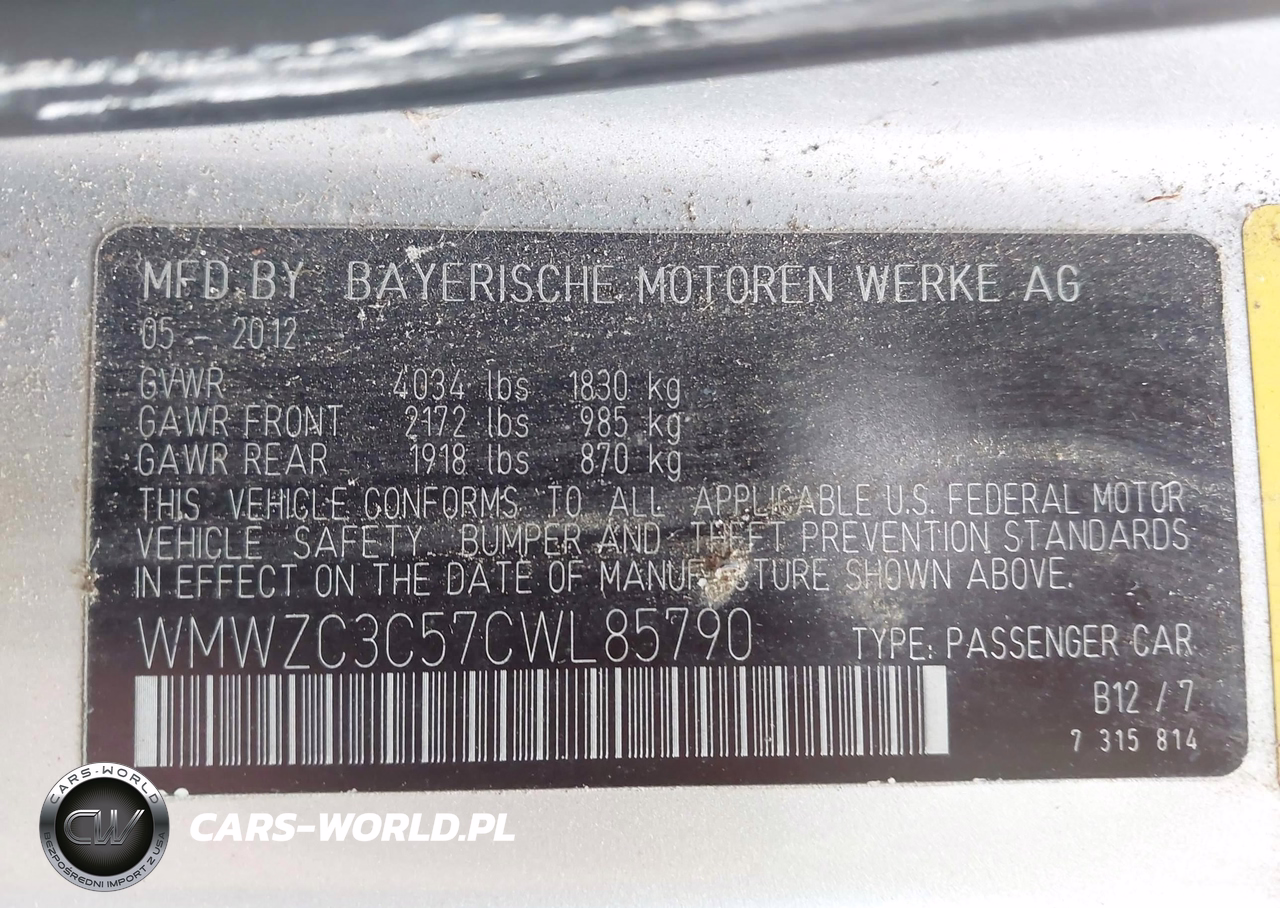 MFD BY BAYERISCHE MOTOREN WERKE AG
05 - 2012
GVWR 4034 lbs 1830 kg
GAWR FRONT 2172 lbs 985 kg
GAWR REAR 1918 lbs 870 kg
THIS VEHICLE CONFORMS TO ALL APPLICABLE U.S. FEDERAL MOTOR
VEHICLE SAFETY, BUMPER AND THEFT PREVENTION STANDARDS
IN EFFECT ON THE DATE OF MANUFACTURE SHOWN ABOVE.
WMWZC3C57CWL85790 TYPE: PASSENGER CAR
B12 / 7
7 315 814
CARS-WORLD
CW
BEZPOŚREDNI IMPORT Z USA
CARS-WORLD.PL